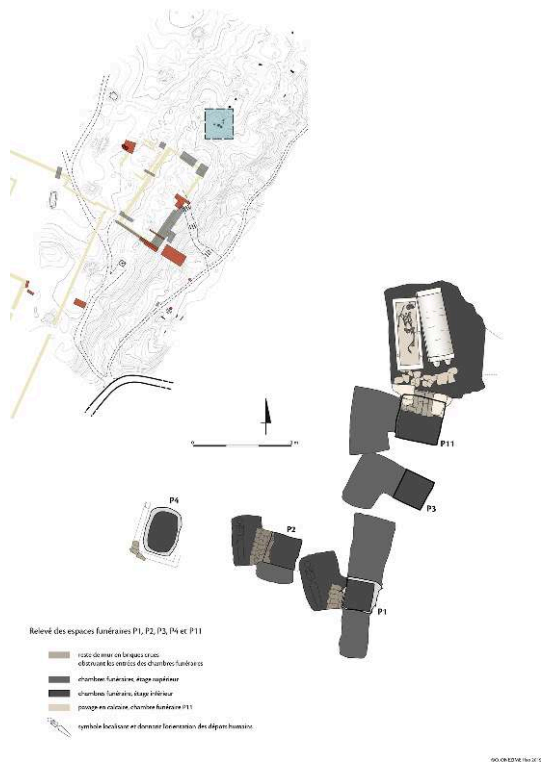 P11
P3
P4
P2
P1
Relevé des espaces funéraires P1, P2, P3, P4 et P11
reste de mur en briques crues
obstruant les entrées des chambres funéraires
chambres funéraires, étage supérieur
chambres funéraire, étage inférieur
pavage en calcaire, chambre funéraire P11
symbole localisant et donnant l'orientation des dépôts humains